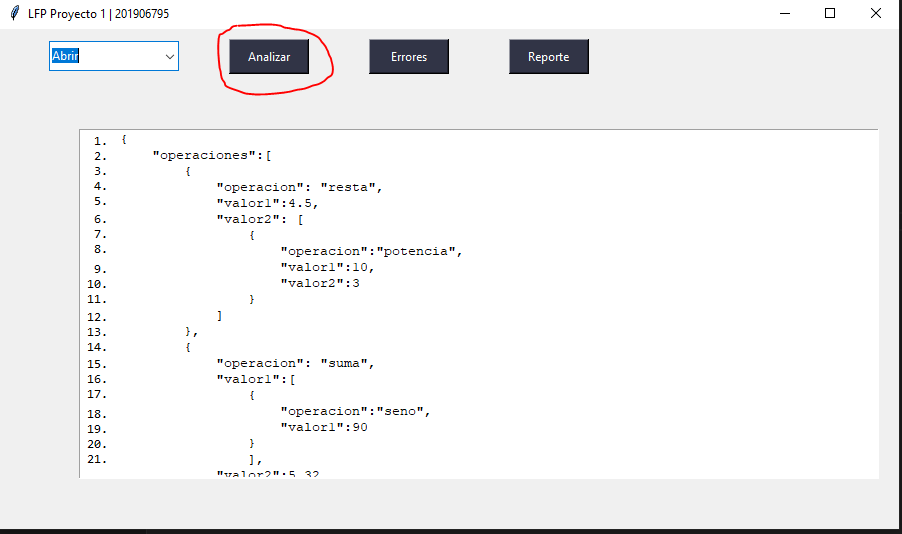 LFP Proyecto 1 | 201906795
Abrir Analizar Errores Reporte
1. {
2. "operaciones":[
3. {
4. "operacion": "resta",
5. "valor1":4.5,
6. "valor2": [
7. {
8. "operacion":"potencia",
9. "valor1":10,
10. "valor2":3
11. }
12. ]
13. },
14. {
15. "operacion": "suma",
16. "valor1":[
17. {
18. "operacion":"seno",
19. "valor1":90
20. }
21. ],
"valor2":5.32